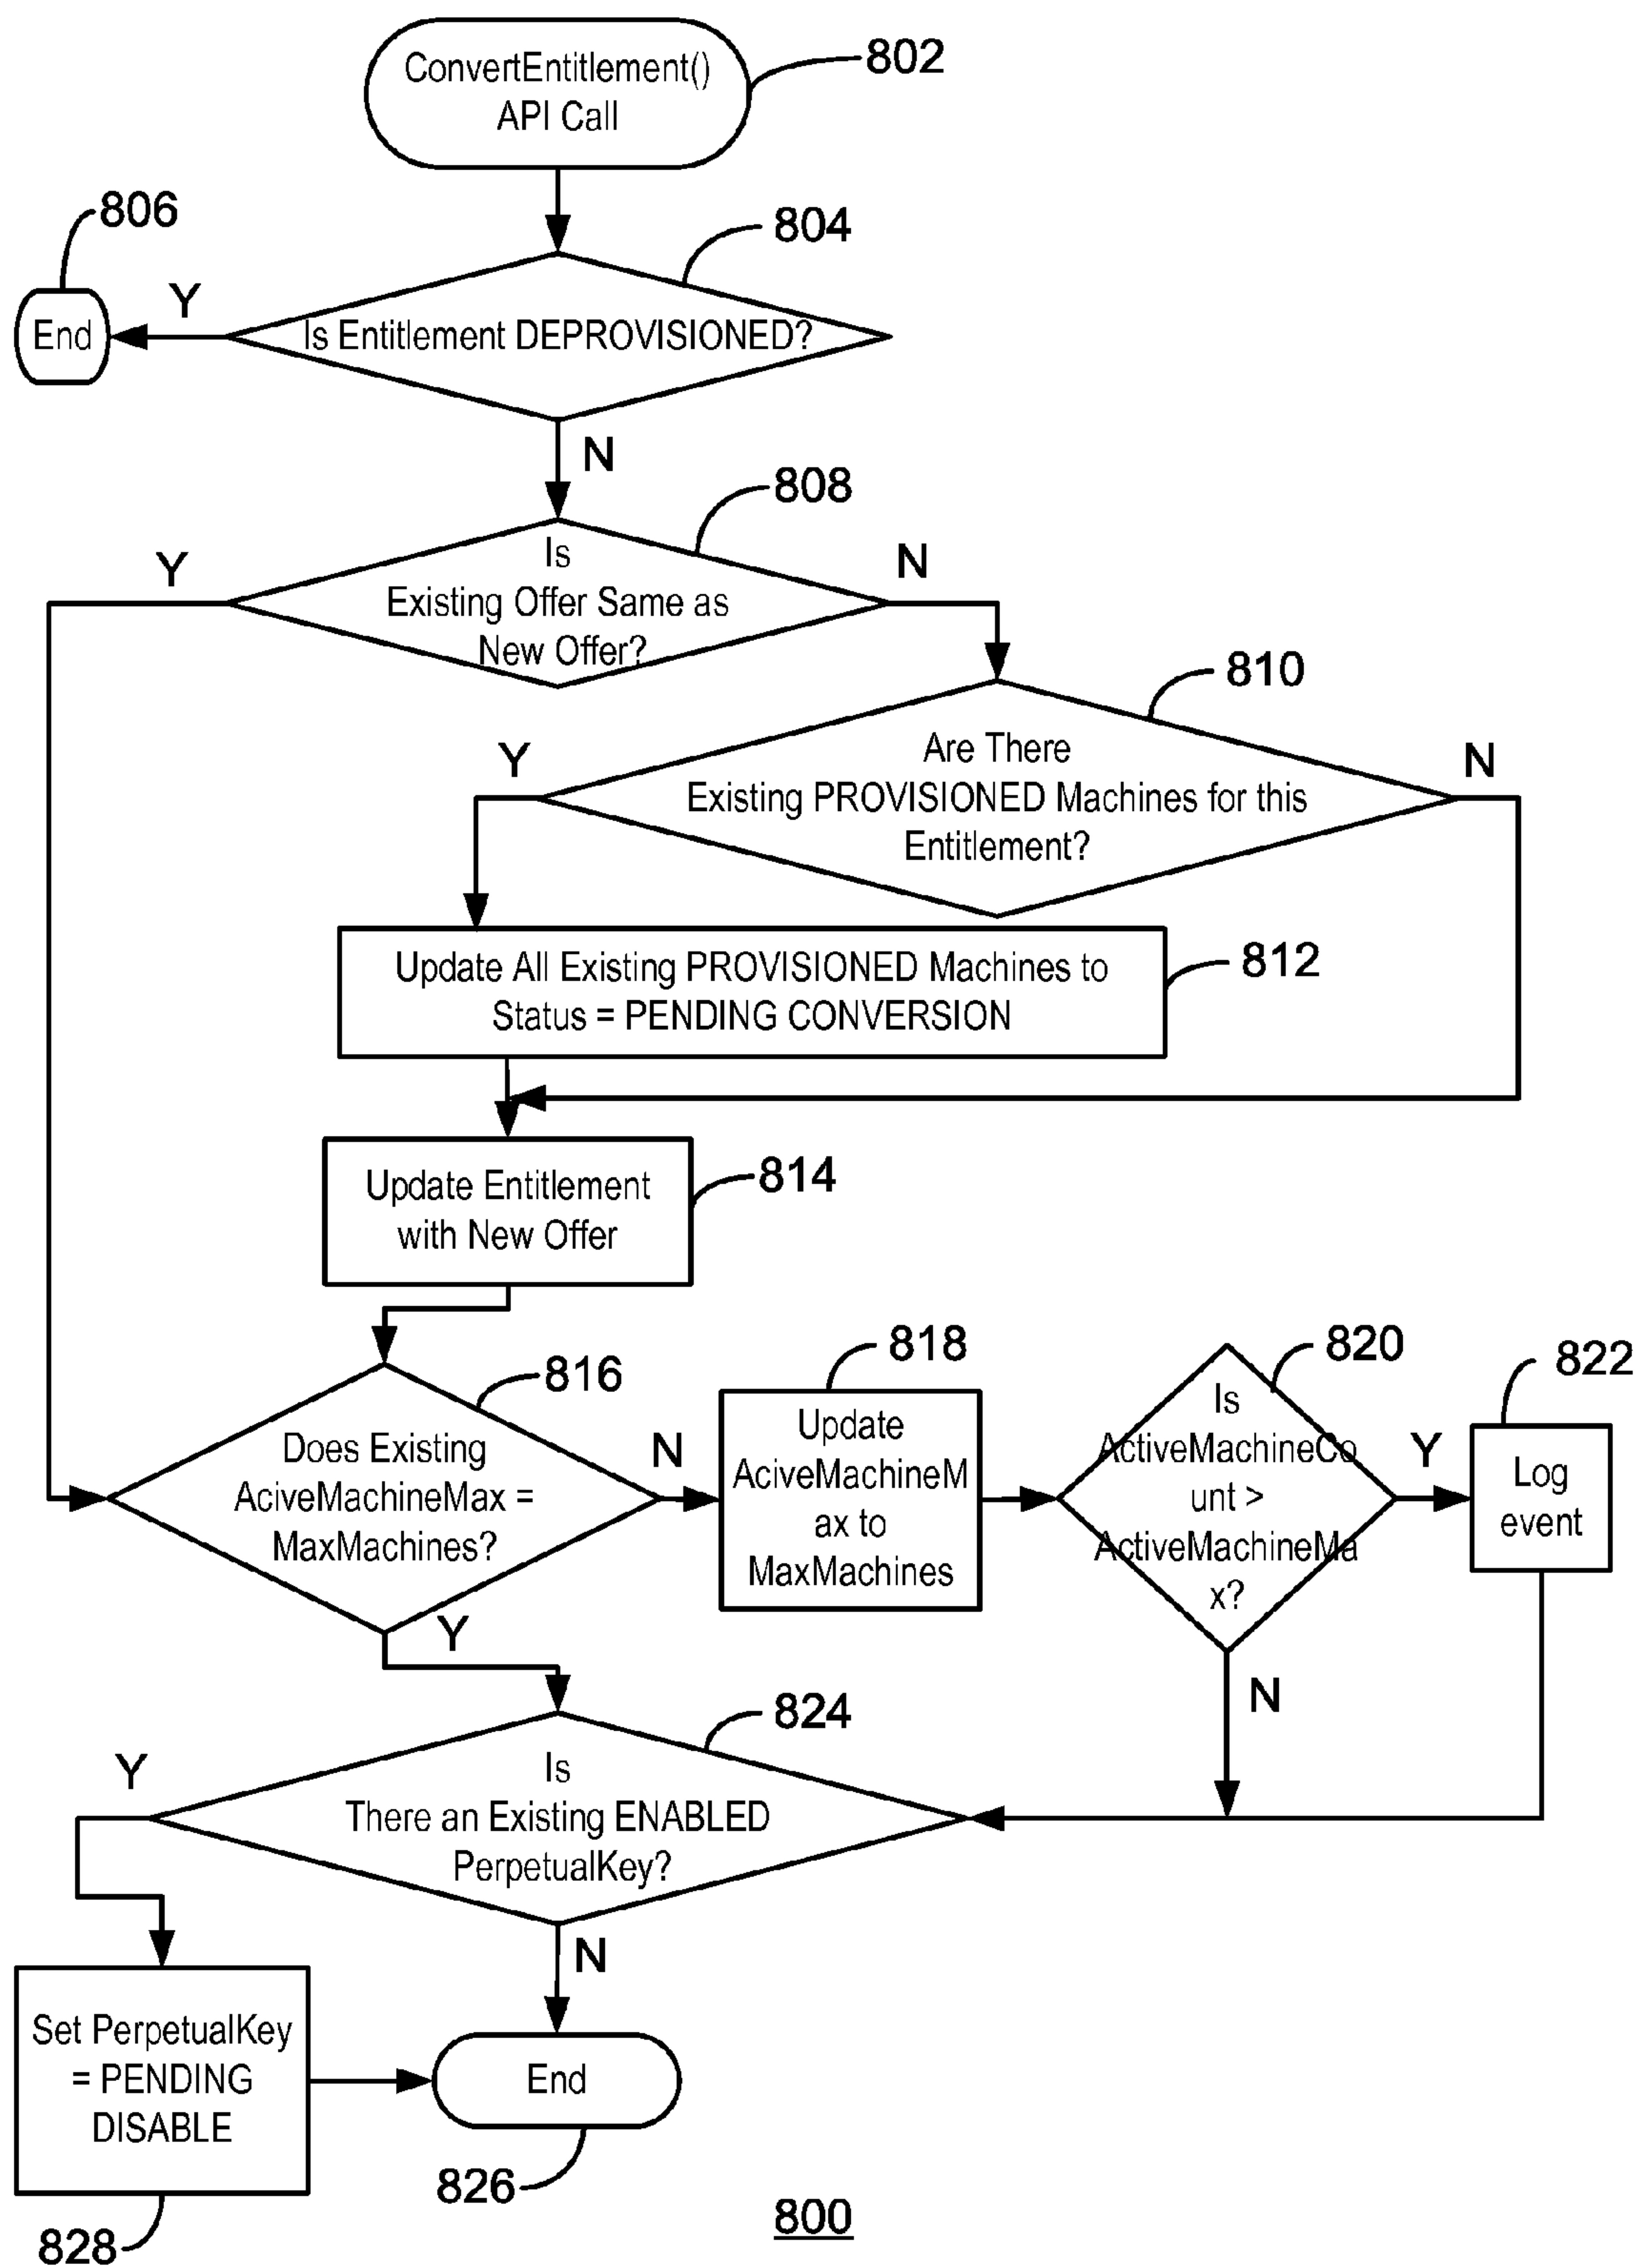 ConvertEntitlement()
API Call
802
806
804
Y
End
Is Entitlement DEPROVISIONED?
N
808
Y
Is
Existing Offer Same as
New Offer?
N
810
Y
Are There
Existing PROVISIONED Machines for this
Entitlement?
N
Update All Existing PROVISIONED Machines to
Status = PENDING CONVERSION
812
Update Entitlement
with New Offer
814
816
818
820
822
Does Existing
AciveMachineMax =
MaxMachines?
N
Update
AciveMachineM
ax to
MaxMachines
Is
ActiveMachineCo
unt >
ActiveMachineMa
x?
Y
Log
event
Y
N
824
Y
Is
There an Existing ENABLED
PerpetualKey?
N
Set PerpetualKey
= PENDING
DISABLE
End
826
828
800